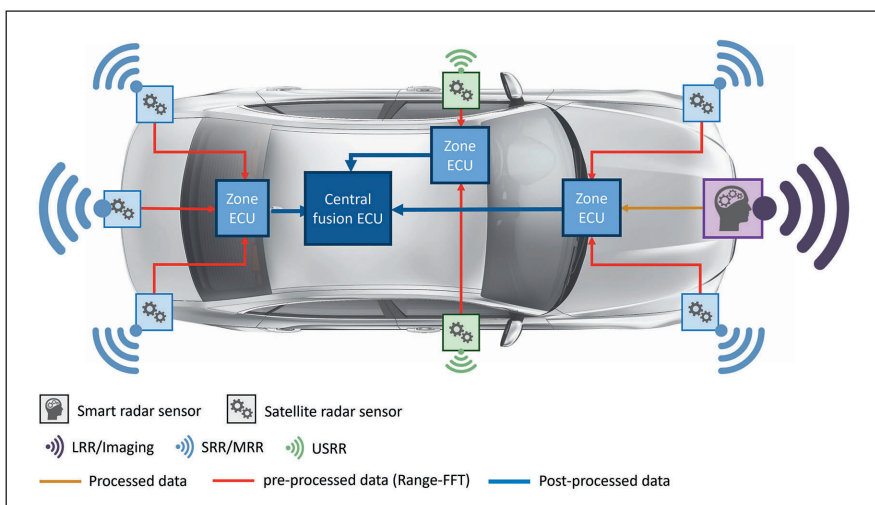 Zone
ECU
Zone
ECU
Central
fusion ECU
Zone
ECU
Smart radar sensor
Satellite radar sensor
LRR/Imaging
SRR/MRR
USRR
Processed data
pre-processed data (Range-FFT)
Post-processed data